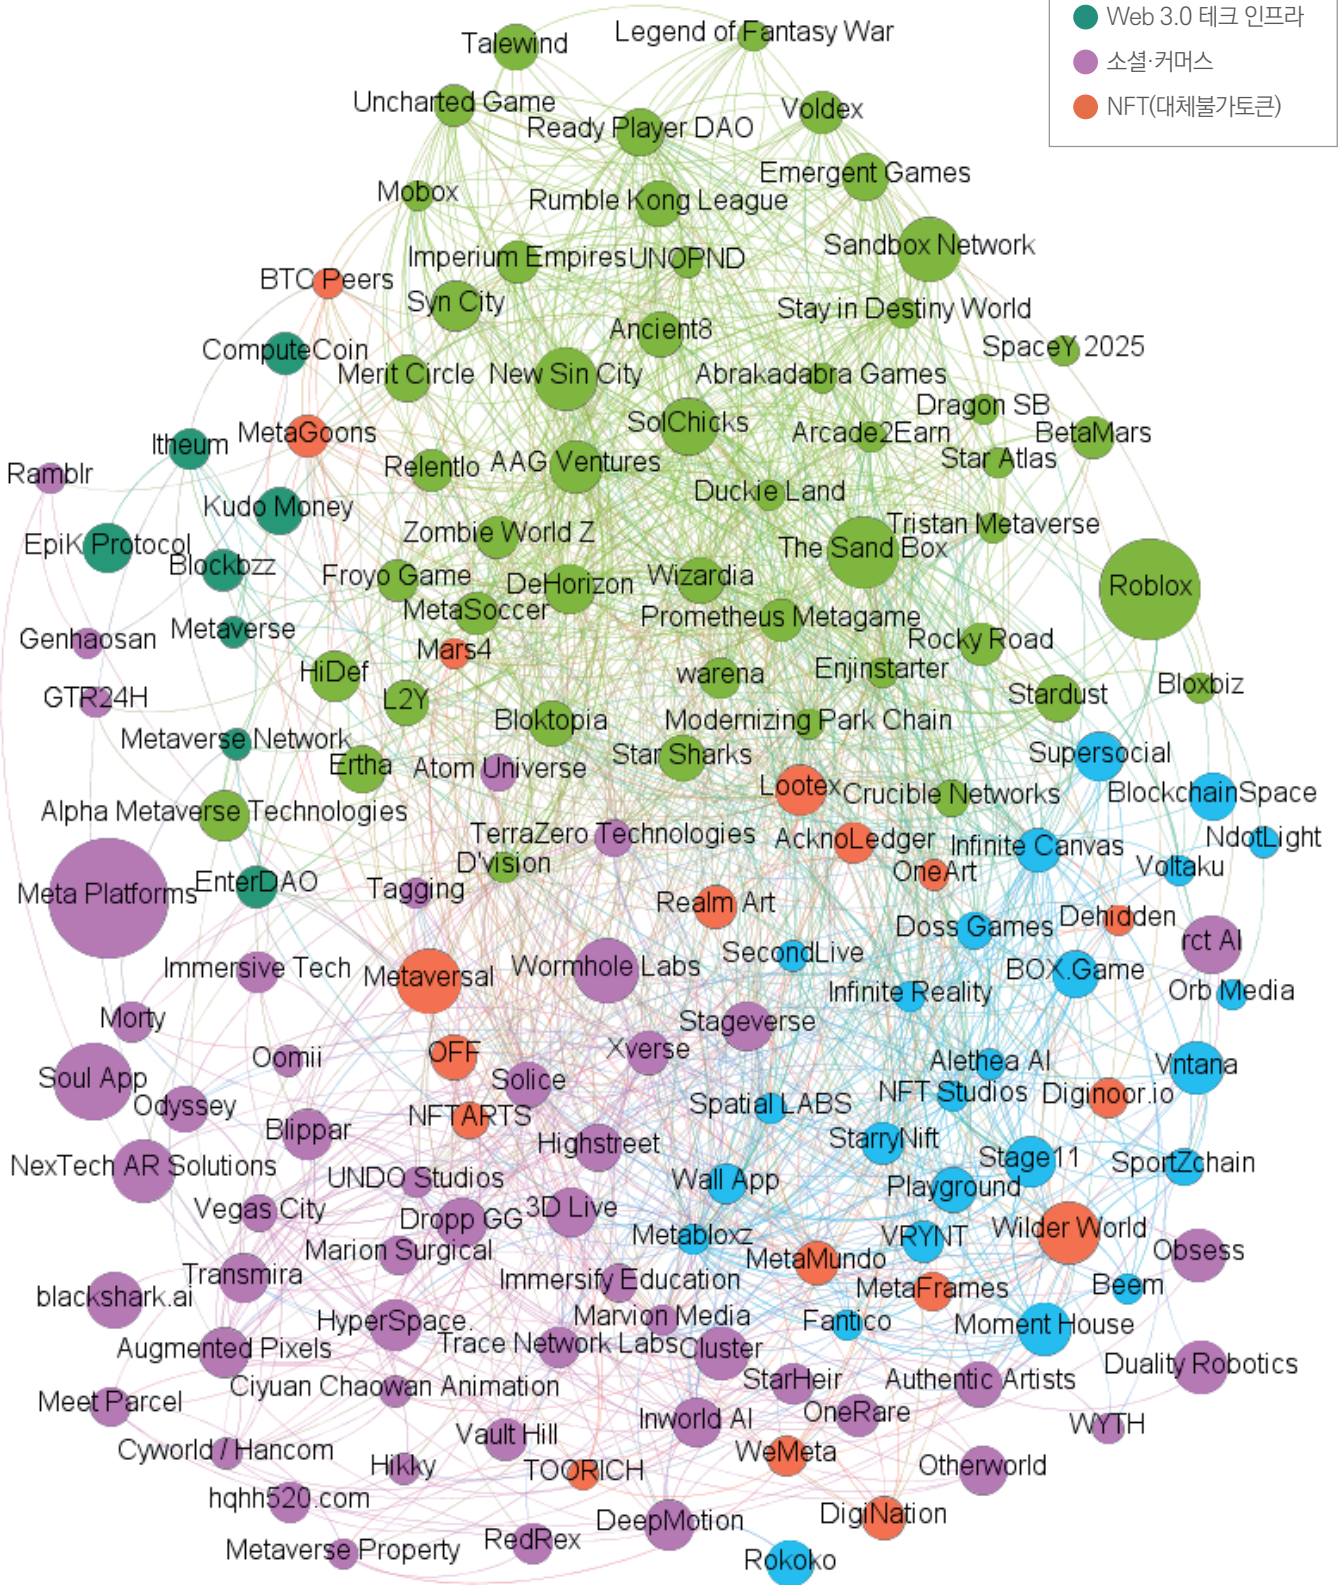 Web 3.0 테크 인프라
소셜·커머스
NFT(대체불가토큰)
Talewind
Legend of Fantasy War
Uncharted Game
Ready Player DAO
Voldex
Emergent Games
Mobox
Rumble Kong League
Sandbox Network
Imperium Empires
UNOPND
BTC Peers
Syn City
Stay in Destiny World
Ancient8
ComputeCoin
SpaceY 2025
Merit Circle
New Sin City
Abrakadabra Games
Dragon SB
SolChicks
Itheum
MetaGoons
Arcade2Earn
BetaMars
Ramblr
Relentlo
AAG Ventures
Star Atlas
Duckie Land
Kudo Money
Zombie World Z
Tristan Metaverse
EpiK Protocol
The Sand Box
Blockbzz
Froyo Game
DeHorizon
Wizardia
Roblox
MetaSoccer
Prometheus Metagame
Genhaosan
Metaverse
Mars4
Rocky Road
HiDef
warena
Enjinstarter
GTR24H
L2Y
Stardust
Bloxbiz
Bloktopia
Modernizing Park Chain
Metaverse Network
Ertha
Atom Universe
Star Sharks
Supersocial
Lootex
Crucible Networks
BlockchainSpace
Alpha Metaverse Technologies
TerraZero Technologies
AcknoLedger
Infinite Canvas
NdotLight
D'vision
OneArt
Voltaku
Meta Platforms
EnterDAO
Tagging
Realm Art
Dehidden
Doss Games
rct AI
SecondLive
Immersive Tech
Metaversal
Wormhole Labs
BOX.Game
Infinite Reality
Orb Media
Morty
Stageverse
Oomii
OFF
Xverse
Alethea AI
Vntana
Soul App
Solice
NFT Studios
Diginoor.io
Odyssey
NFT ARTS
Spatial LABS
Blippar
Highstreet
StarryNift
NexTech AR Solutions
UNDO Studios
Wall App
Stage11
SportZchain
Playground
Vegas City
Dropp GG
3D Live
Metabloxz
VRYNT
Wilder World
Marion Surgical
MetaMundo
Obsess
Transmira
Immersify Education
MetaFrames
Beem
blackshark.ai
HyperSpace.
Marvion Media
Fantico
Moment House
Augmented Pixels
Trace Network Labs
Cluster
Duality Robotics
Ciyuan Chaowan Animation
StarHeir
Authentic Artists
Meet Parcel
Inworld AI
OneRare
WYTH
Cyworld / Hancom
Vault Hill
WeMeta
Hikky
TOORICH
Otherworld
hqhh520.com
DeepMotion
DigiNation
Metaverse Property
RedRex
Rokoko